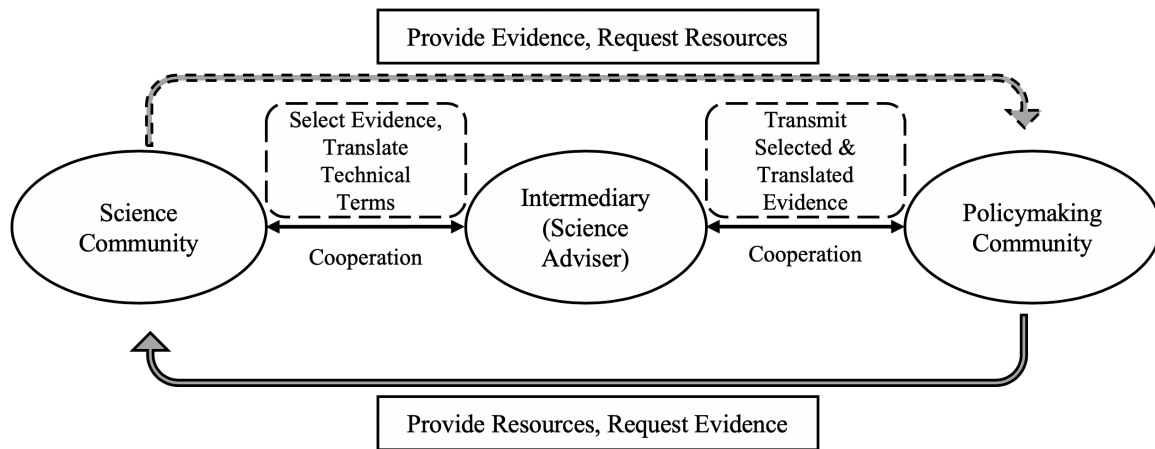 Provide Evidence, Request Resources
Select Evidence,
Translate
Technical
Terms
Transmit
Selected &
Translated
Evidence
Science
Community
Cooperation
Intermediary
(Science
Adviser)
Cooperation
Policymaking
Community
Provide Resources, Request Evidence